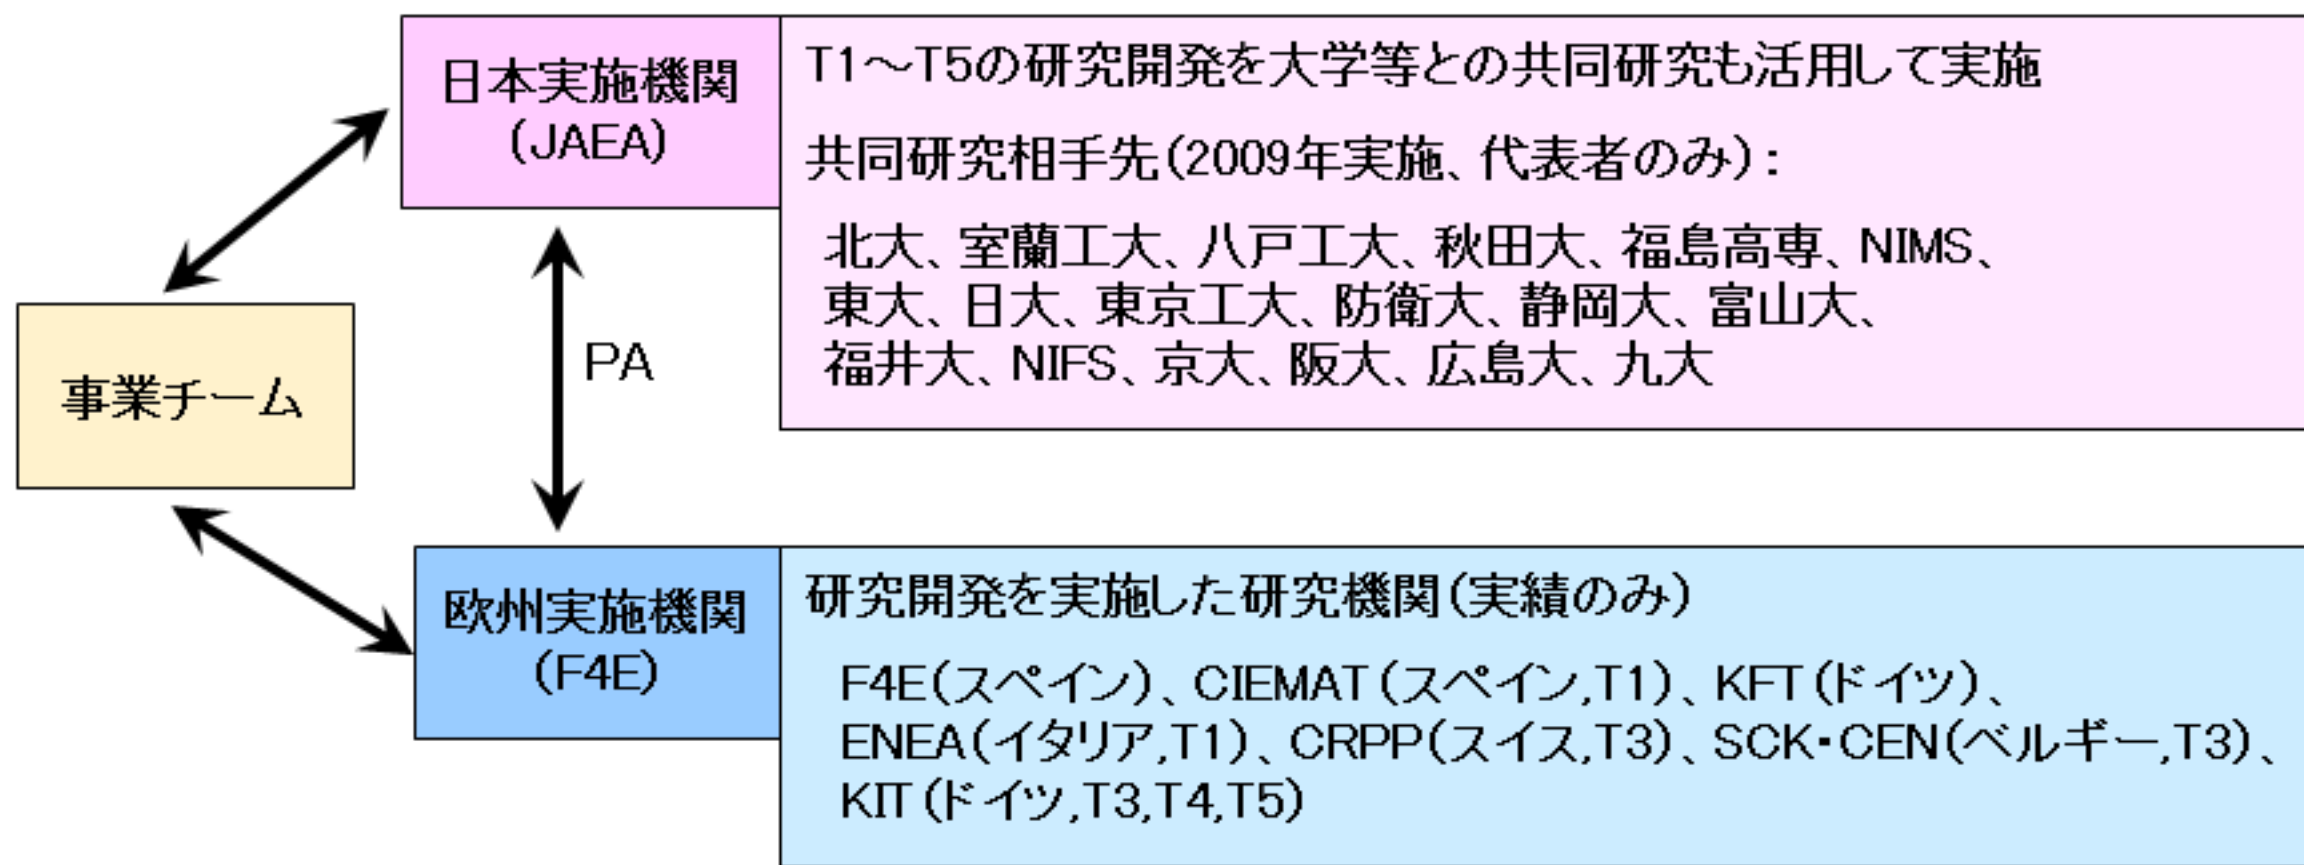 日本実施機関
(JAEA)
T1～T5の研究開発を大学等との共同研究も活用して実施
共同研究相手先(2009年実施、代表者のみ):
北大、室蘭工大、八戸工大、秋田大、福島高専、NIMS、
東大、日大、東京工大、防衛大、静岡大、富山大、
福井大、NIFS、京大、阪大、広島大、九大
PA
事業チーム
欧州実施機関
(F4E)
研究開発を実施した研究機関(実績のみ)
F4E(スペイン)、CIEMAT(スペイン,T1)、KFT(ドイツ)、
ENEA(イタリア,T1)、CRPP(スイス,T3)、SCK・CEN(ベルギー,T3)、
KIT(ドイツ,T3,T4,T5)